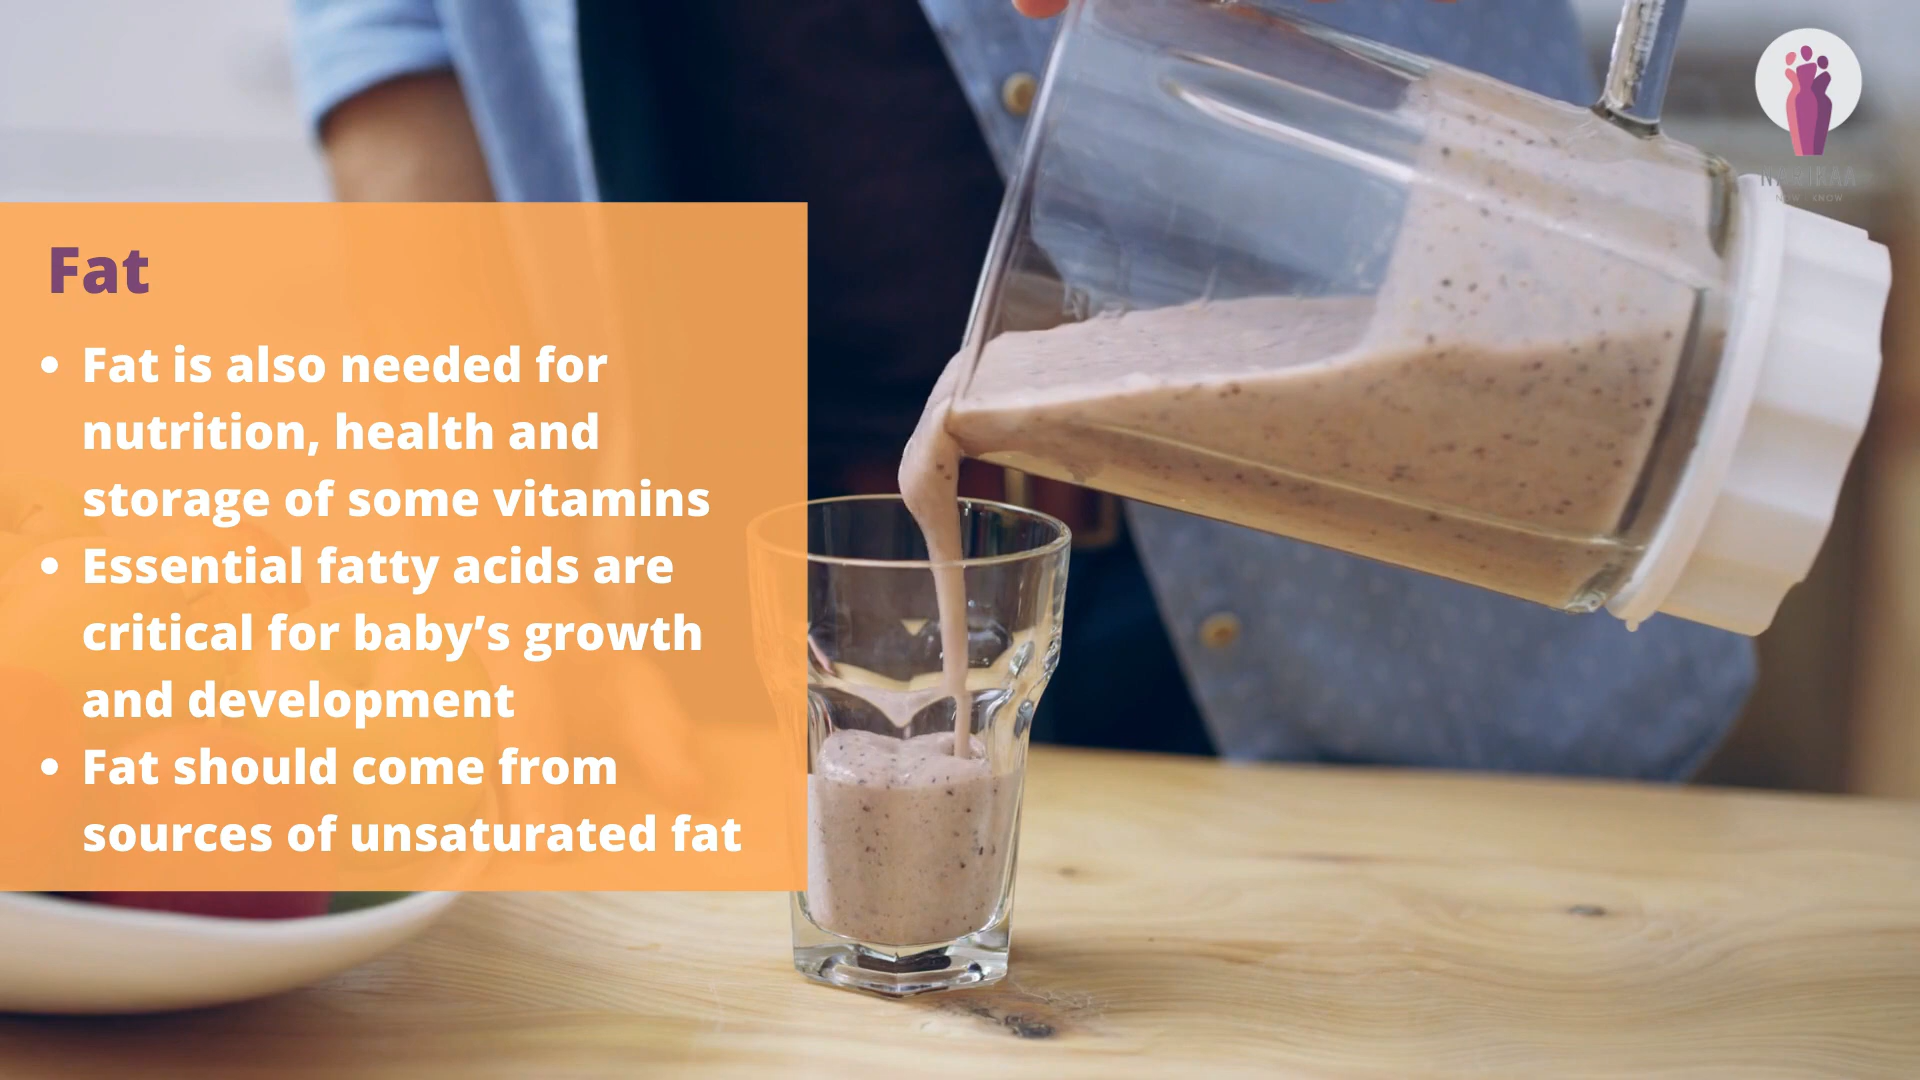 Fat
• Fat is also needed for
nutrition, health and
storage of some vitamins
• Essential fatty acids are
critical for baby’s growth
and development
• Fat should come from
sources of unsaturated fat